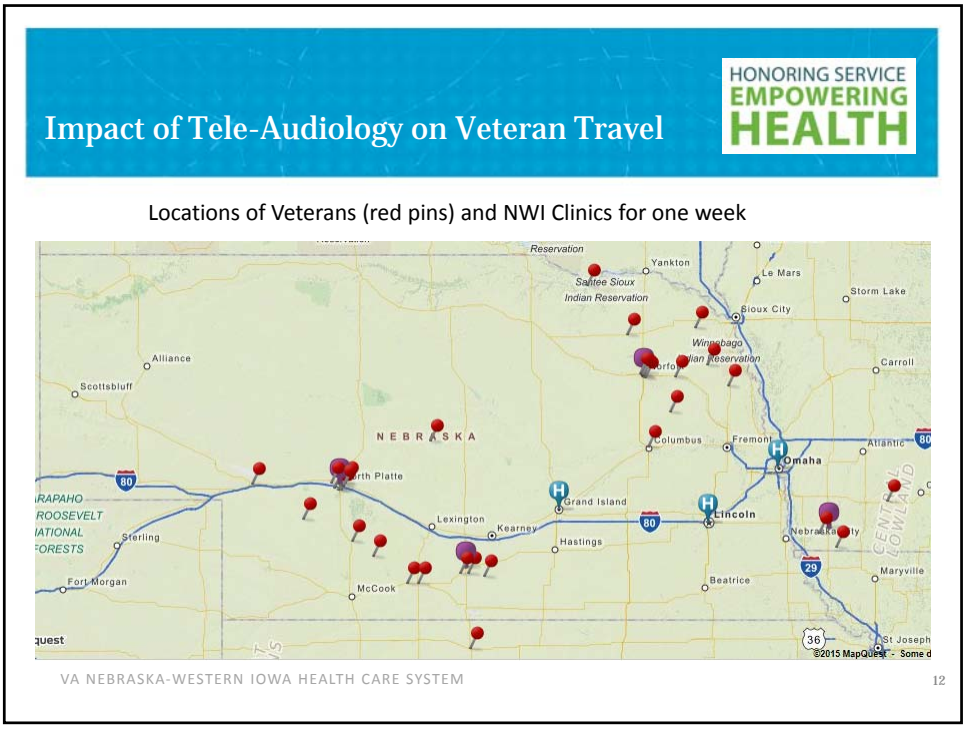 HONORING SERVICE
EMPOWERING
HEALTH
Impact of Tele-Audiology on Veteran Travel
Locations of Veterans (red pins) and NWI Clinics for one week
Reservation
Yankton
Le Mars
Santee Sioux
Indian Reservation
Storm Lake
Sioux City
Winnebago
Reservation
Alliance
Carroll
Scottsbluff
NEBRASKA
Columbus
Fremont
Atlantic
80
H
Omaha
North Platte
80
H
Grand Island
H
Lincoln
ARAPAHO
ROOSEVELT
NATIONAL
FORESTS
Sterling
Lexington
Kearney
80
Hastings
CENTRAL
LOWLAND
29
Fort Morgan
McCook
Beatrice
Maryville
quest
36
St Joseph
©2015 MapQuest - Some d
VA NEBRASKA-WESTERN IOWA HEALTH CARE SYSTEM
12